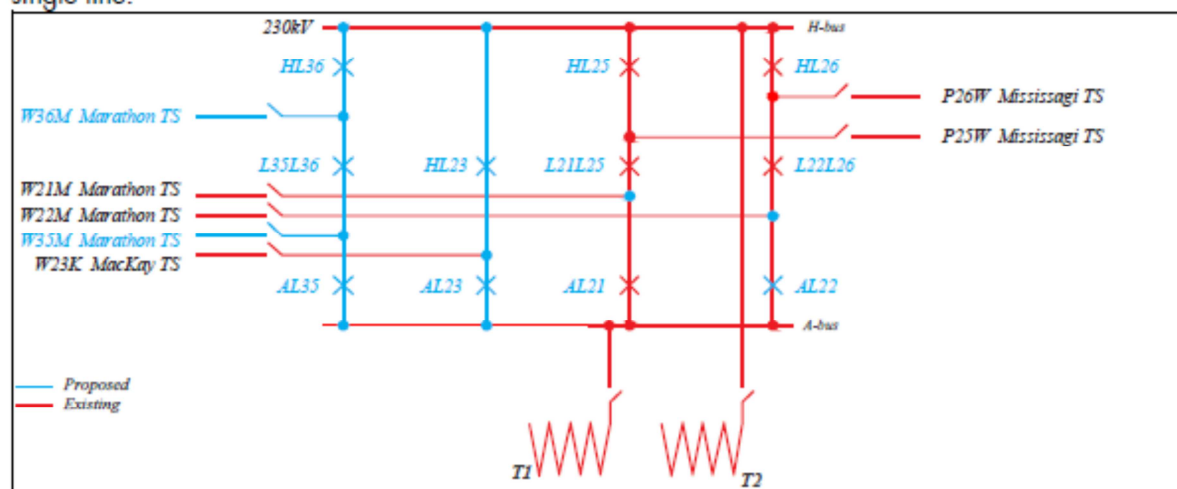 single line.
230kV H-bus
HL36 HL25 HL26
P26W Mississagi TS
W36M Marathon TS
P25W Mississagi TS
L35L36 HL23 L21L25 L22L26
W21M Marathon TS
W22M Marathon TS
W35M Marathon TS
W23K MacKay TS
AL35 AL23 AL21 AL22
A-bus
Proposed
Existing
T1 T2